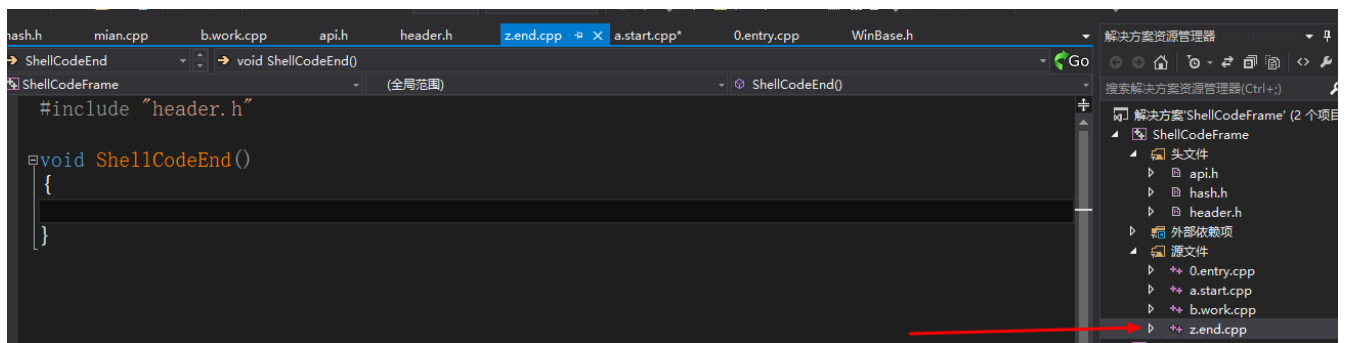 hash.h mian.cpp b.work.cpp api.h header.h z.end.cpp a.start.cpp* 0.entry.cpp WinBase.h
ShellCodeEnd void ShellCodeEnd() Go
ShellCodeFrame (全局范围) ShellCodeEnd()
#include "header.h"
void ShellCodeEnd()
{
}
解决方案资源管理器
搜索解决方案资源管理器(Ctrl+;)
解决方案'ShellCodeFrame' (2 个项目
ShellCodeFrame
头文件
api.h
hash.h
header.h
外部依赖项
源文件
0.entry.cpp
a.start.cpp
b.work.cpp
z.end.cpp